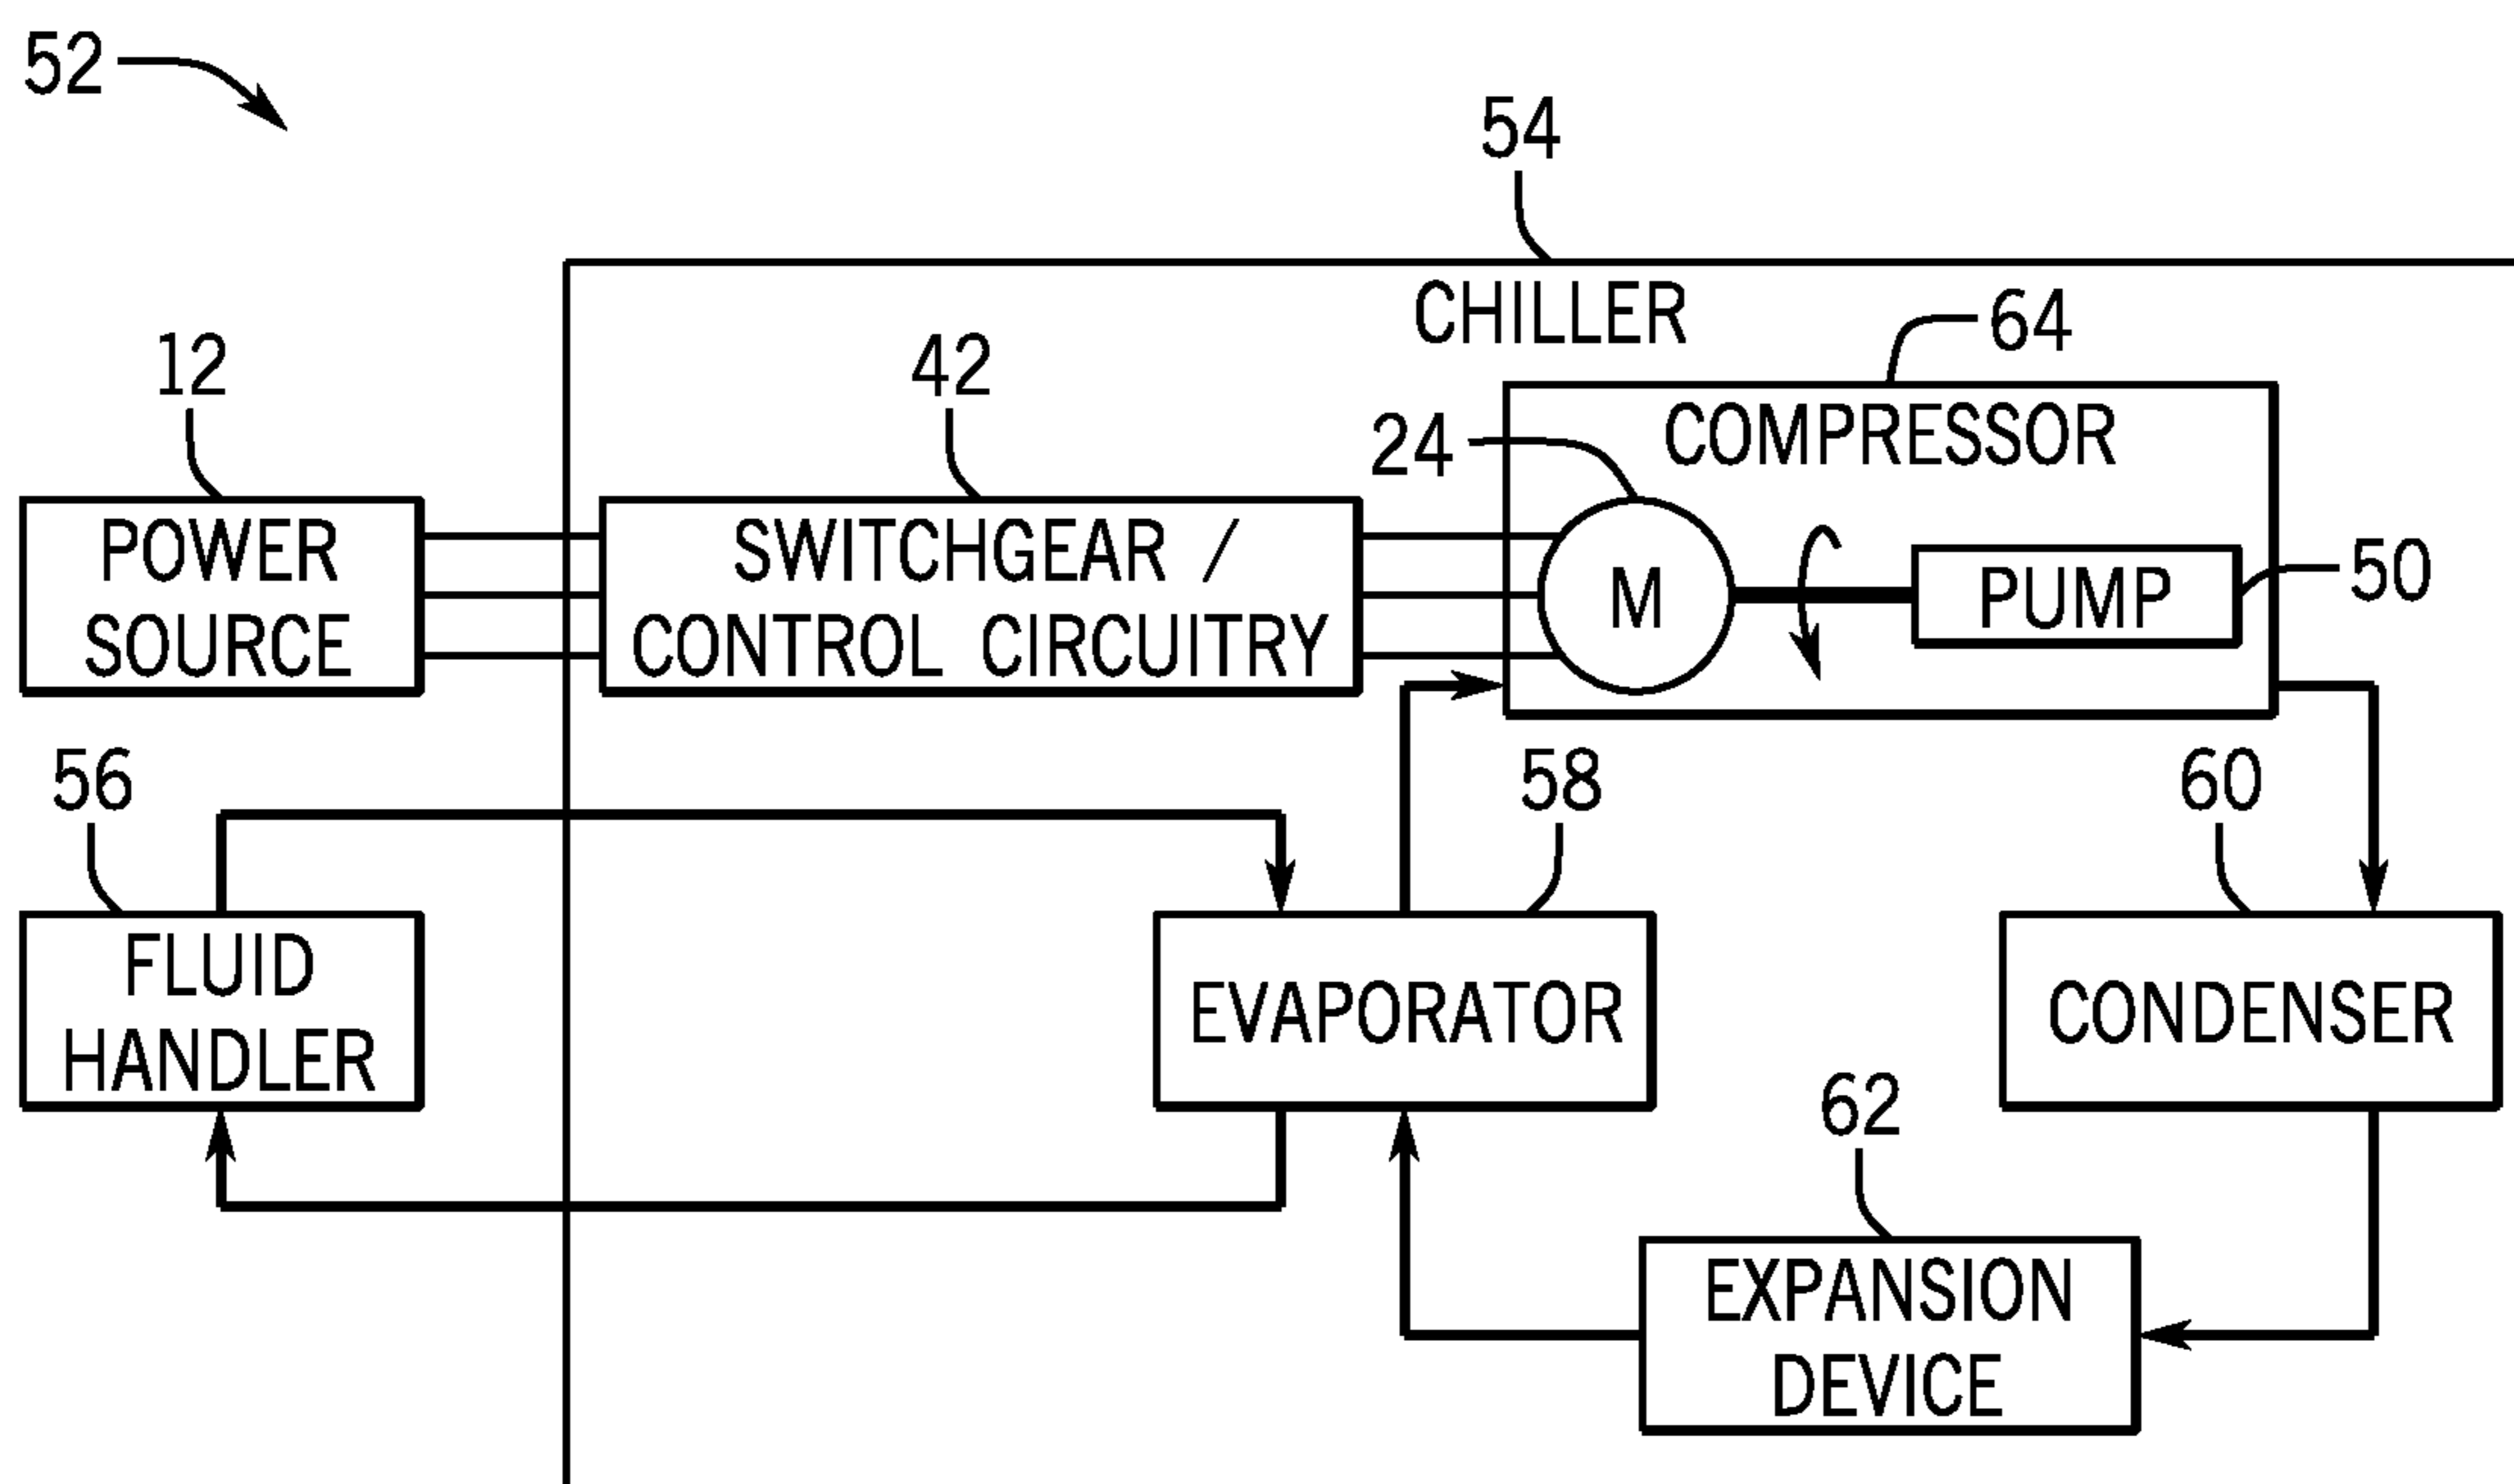 52
54
CHILLER
64
12
42
24
COMPRESSOR
POWER
SOURCE
SWITCHGEAR /
CONTROL CIRCUITRY
M
PUMP
50
56
58
60
FLUID
HANDLER
EVAPORATOR
CONDENSER
62
EXPANSION
DEVICE